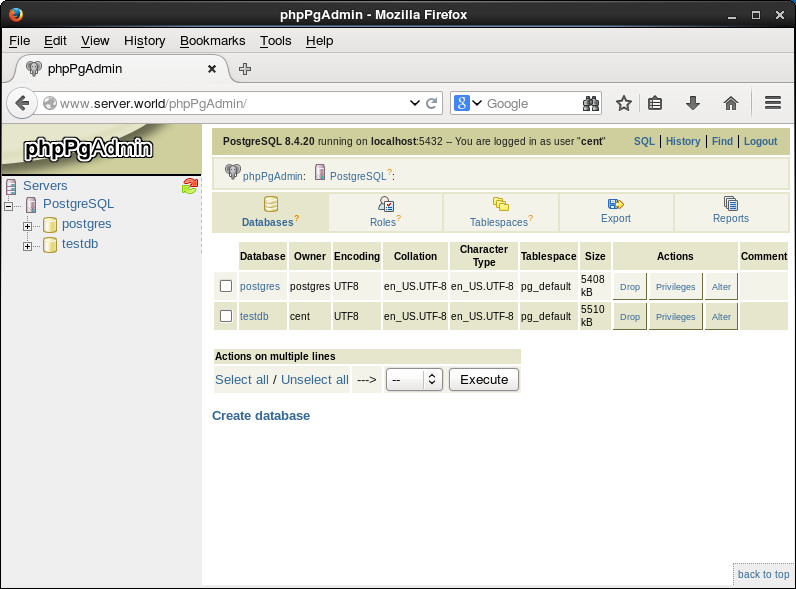 phpPgAdmin - Mozilla Firefox
File Edit View History Bookmarks Tools Help
phpPgAdmin
www.server.world/phpPgAdmin/
8 Google
phpPgAdmin
Servers
PostgreSQL
postgres
testdb
PostgreSQL 8.4.20 running on localhost:5432 -- You are logged in as user "cent"
SQL | History | Find | Logout
phpPgAdmin: PostgreSQL?:
Databases? Roles? Tablespaces? Export Reports
Database Owner Encoding Collation Character Type Tablespace Size Actions Comment
postgres postgres UTF8 en_US.UTF-8 en_US.UTF-8 pg_default 5408 kB Drop Privileges Alter
testdb cent UTF8 en_US.UTF-8 en_US.UTF-8 pg_default 5510 kB Drop Privileges Alter
Actions on multiple lines
Select all / Unselect all ---> -- Execute
Create database
back to top